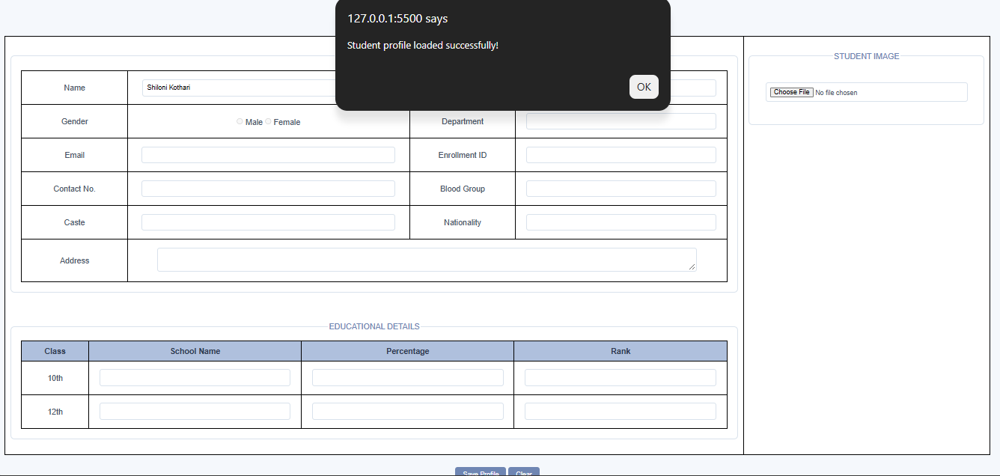 127.0.0.1:5500 says
Student profile loaded successfully!
OK
STUDENT IMAGE
Name Shiloni Kothari
Choose File No file chosen
Gender Male Female Department
Email Enrollment ID
Contact No. Blood Group
Caste Nationality
Address
EDUCATIONAL DETAILS
Class School Name Percentage Rank
10th
12th
Save Profile Clear